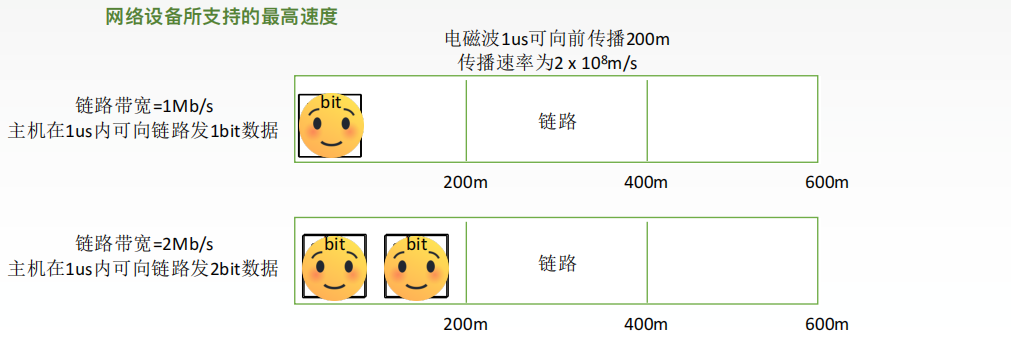 网络设备所支持的最高速度
电磁波1us可向前传播200m
传播速率为2 x 10⁸m/s
链路带宽=1Mb/s
主机在1us内可向链路发1bit数据
bit
链路
200m 400m 600m
链路带宽=2Mb/s
主机在1us内可向链路发2bit数据
bit bit
链路
200m 400m 600m